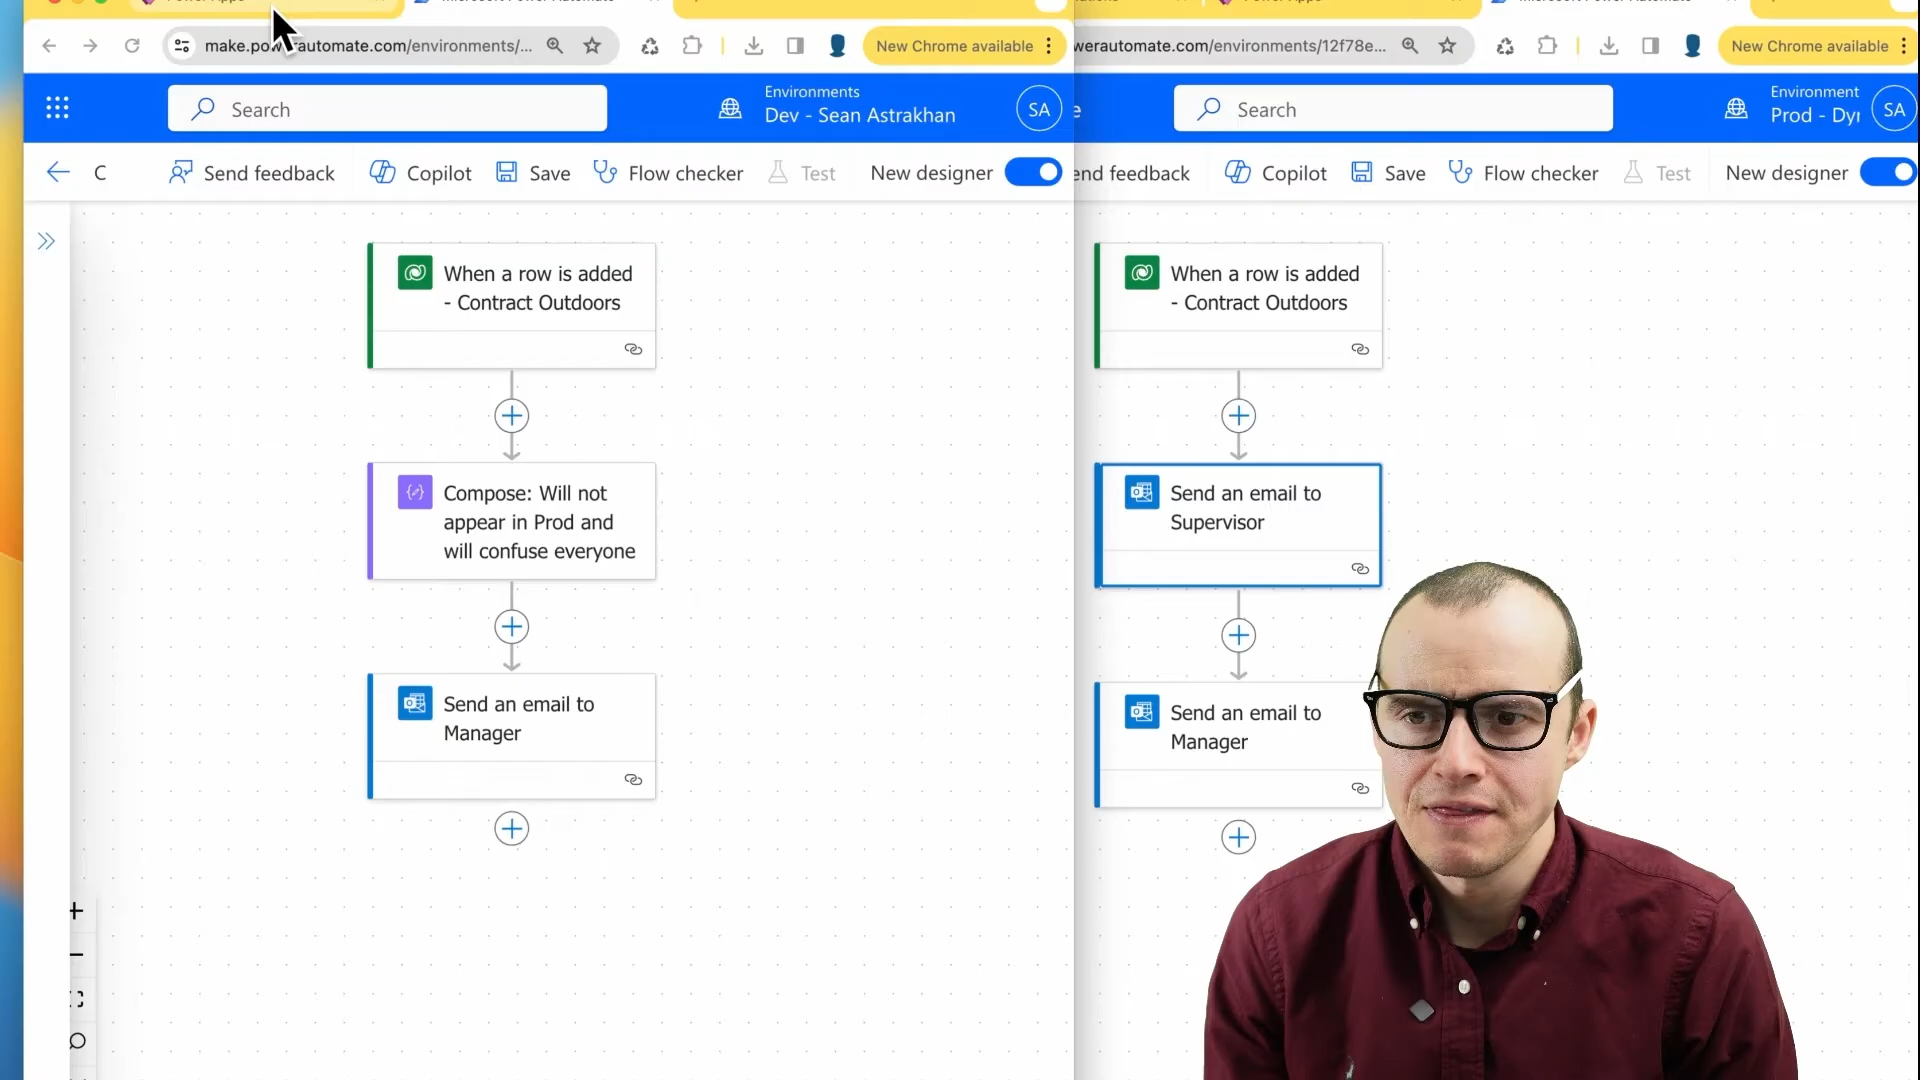 make.powerautomate.com/environments/...
New Chrome available
werautomate.com/environments/12f78e...
New Chrome available
Search
Environments
Dev - Sean Astrakhan
SA
Search
Environment
Prod - Dyr
SA
C
Send feedback
Copilot
Save
Flow checker
Test
New designer
end feedback
Copilot
Save
Flow checker
Test
New designer
When a row is added
- Contract Outdoors
Compose: Will not
appear in Prod and
will confuse everyone
Send an email to
Manager
When a row is added
- Contract Outdoors
Send an email to
Supervisor
Send an email to
Manager